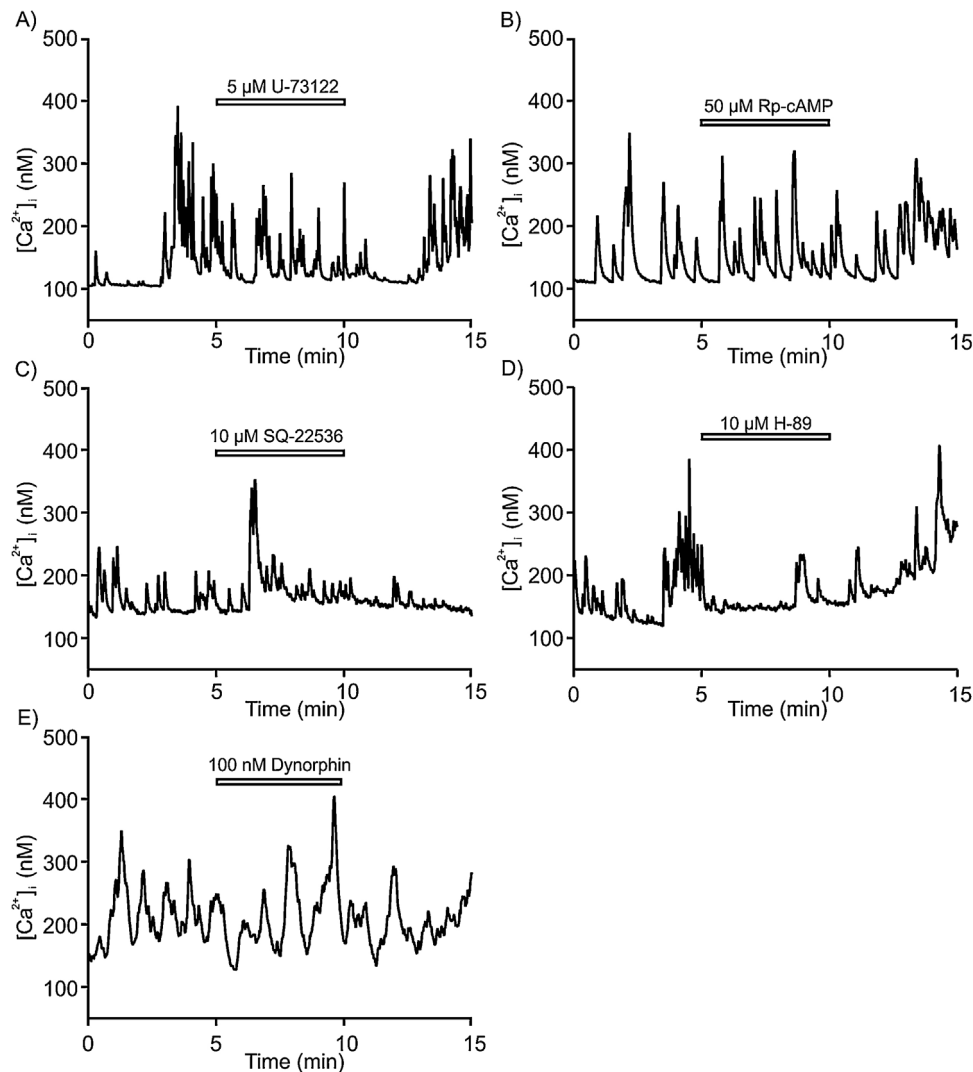 A)
500
400
300
200
100
[Ca²⁺]ᵢ (nM)
5 µM U-73122
0 5 10 15
Time (min)
B)
500
400
300
200
100
[Ca²⁺]ᵢ (nM)
50 µM Rp-cAMP
0 5 10 15
Time (min)
C)
500
400
300
200
100
[Ca²⁺]ᵢ (nM)
10 µM SQ-22536
0 5 10 15
Time (min)
D)
500
400
300
200
100
[Ca²⁺]ᵢ (nM)
10 µM H-89
0 5 10 15
Time (min)
E)
500
400
300
200
100
[Ca²⁺]ᵢ (nM)
100 nM Dynorphin
0 5 10 15
Time (min)